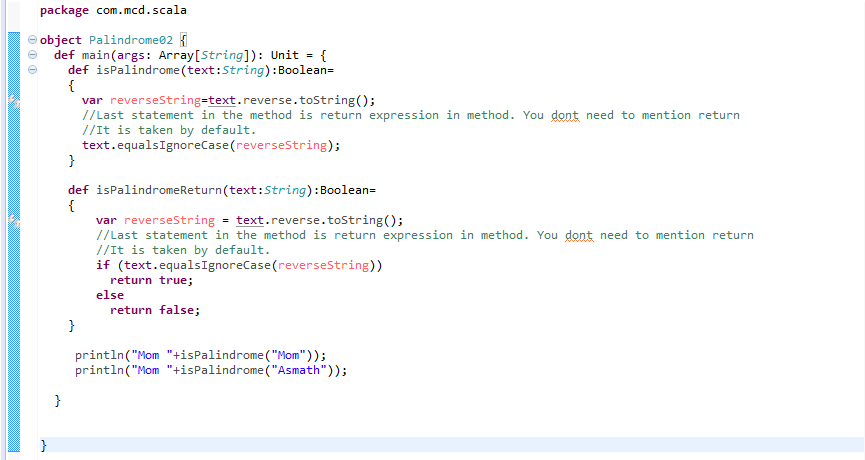 package com.mcd.scala
object Palindrome02 {
def main(args: Array[String]): Unit = {
def isPalindrome(text:String):Boolean=
{
var reverseString=text.reverse.toString();
//Last statement in the method is return expression in method. You dont need to mention return
//It is taken by default.
text.equalsIgnoreCase(reverseString);
}
def isPalindromeReturn(text:String):Boolean=
{
var reverseString = text.reverse.toString();
//Last statement in the method is return expression in method. You dont need to mention return
//It is taken by default.
if (text.equalsIgnoreCase(reverseString))
return true;
else
return false;
}
println("Mom "+isPalindrome("Mom"));
println("Mom "+isPalindrome("Asmath"));
}
}